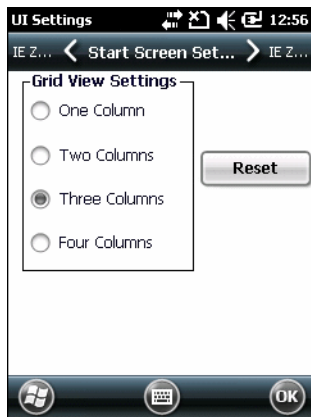 UI Settings 12:56
IE Z... Start Screen Set... IE Z...
Grid View Settings
One Column
Two Columns
Reset
Three Columns
Four Columns
OK